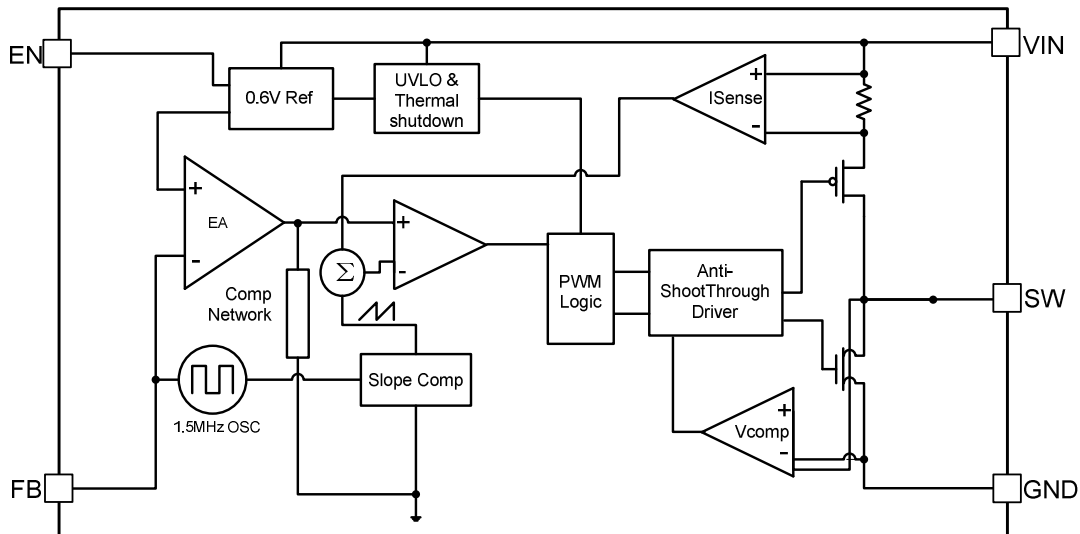 EN
VIN
0.6V Ref
UVLO &
Thermal
shutdown
ISense
+
-
+
EA
-
+
-
Σ
Comp
Network
PWM
Logic
Anti-
ShootThrough
Driver
SW
Slope Comp
1.5MHz OSC
+
Vcomp
-
FB
GND